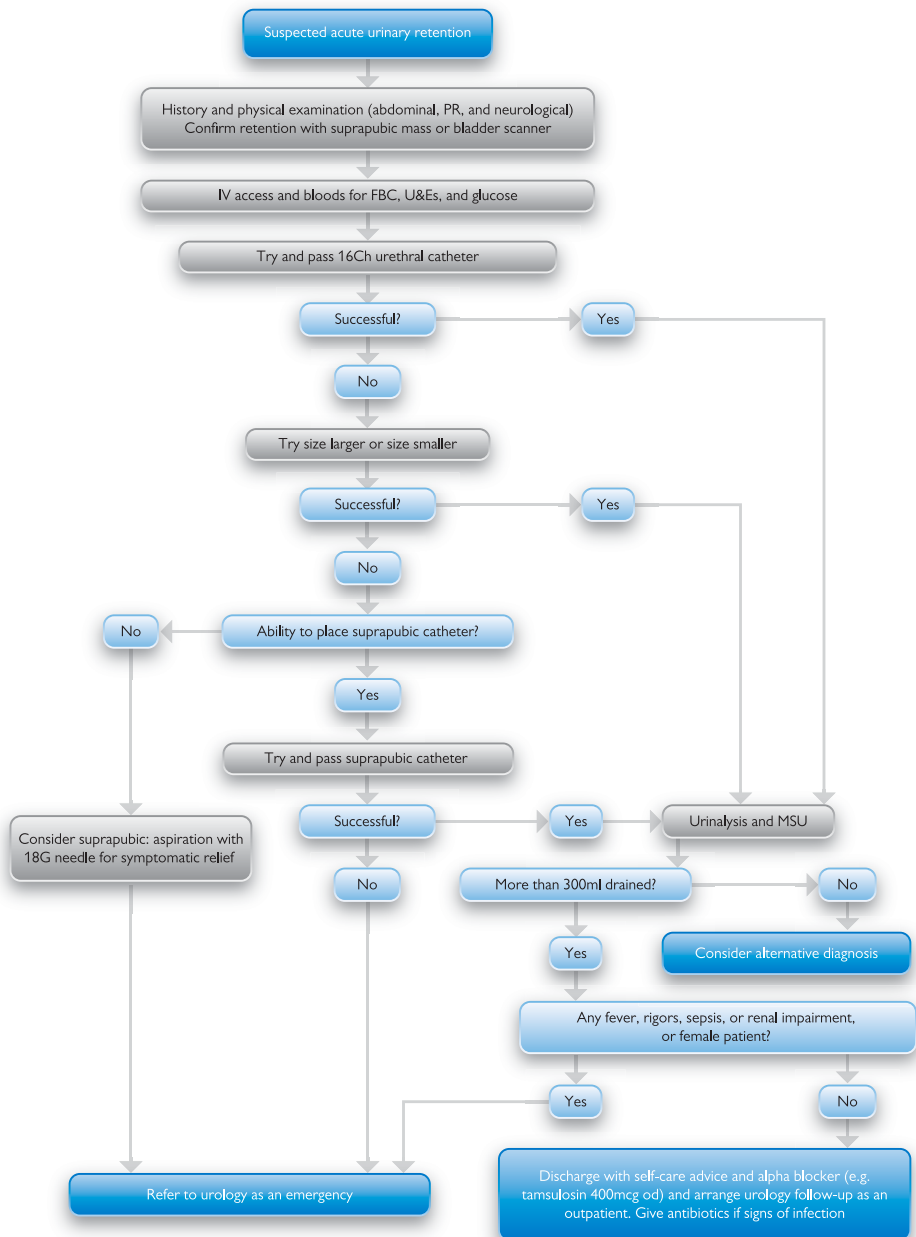 Suspected acute urinary retention
History and physical examination (abdominal, PR, and neurological)
Confirm retention with suprapubic mass or bladder scanner
IV access and bloods for FBC, U&Es, and glucose
Try and pass 16Ch urethral catheter
Successful?
Yes
No
Try size larger or size smaller
Successful?
Yes
No
No
Ability to place suprapubic catheter?
Yes
Try and pass suprapubic catheter
Successful?
Yes
Urinalysis and MSU
Consider suprapubic: aspiration with
18G needle for symptomatic relief
No
More than 300ml drained?
No
Yes
Consider alternative diagnosis
Any fever, rigors, sepsis, or renal impairment,
or female patient?
Yes
No
Refer to urology as an emergency
Discharge with self-care advice and alpha blocker (e.g.
tamsulosin 400mcg od) and arrange urology follow-up as an
outpatient. Give antibiotics if signs of infection